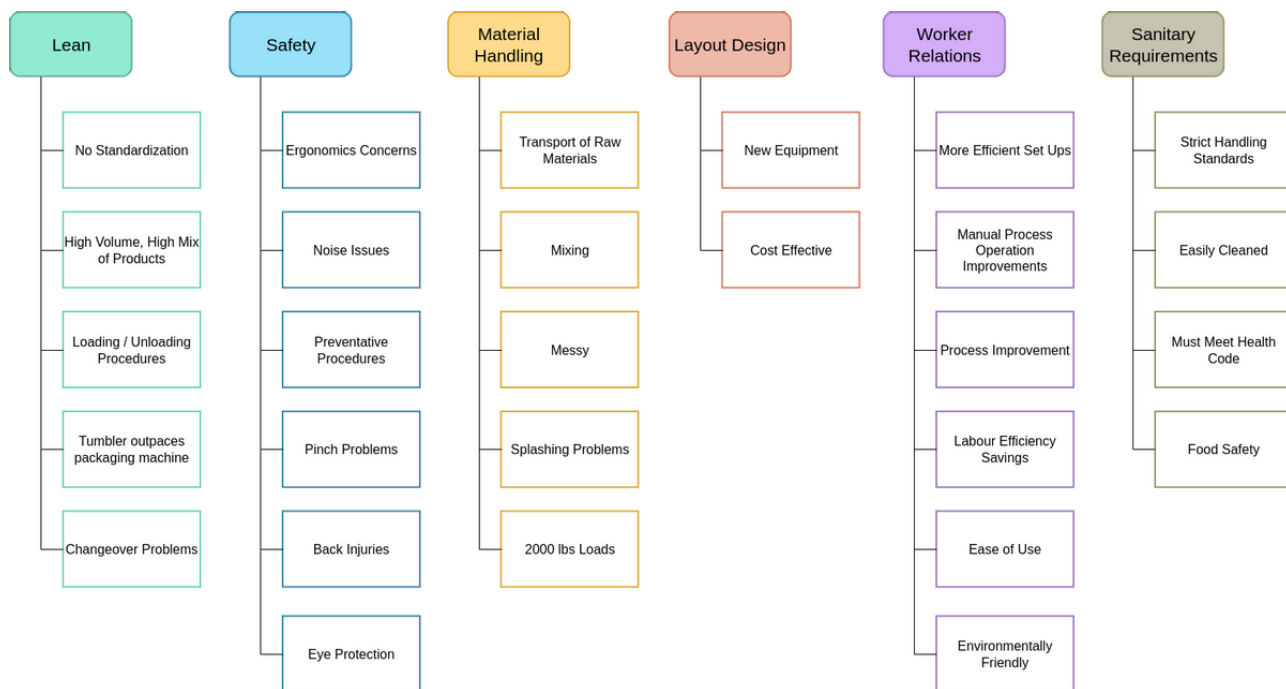 Lean
No Standardization
High Volume, High Mix
of Products
Loading / Unloading
Procedures
Tumbler outpaces
packaging machine
Changeover Problems
Safety
Ergonomics Concerns
Noise Issues
Preventative
Procedures
Pinch Problems
Back Injuries
Eye Protection
Material
Handling
Transport of Raw
Materials
Mixing
Messy
Splashing Problems
2000 lbs Loads
Layout Design
New Equipment
Cost Effective
Worker
Relations
More Efficient Set Ups
Manual Process
Operation
Improvements
Process Improvement
Labour Efficiency
Savings
Ease of Use
Environmentally
Friendly
Sanitary
Requirements
Strict Handling
Standards
Easily Cleaned
Must Meet Health
Code
Food Safety